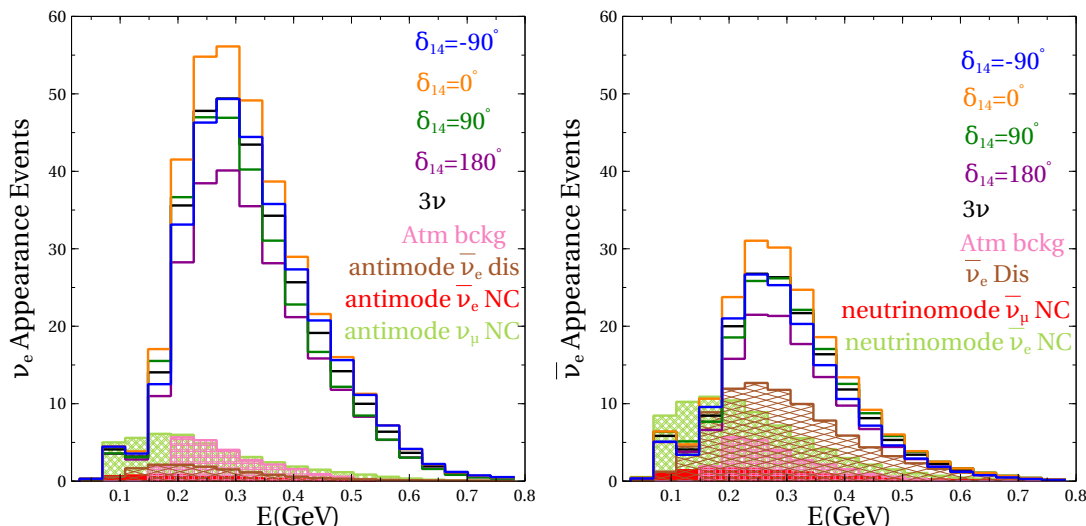 60
50
40
30
20
10
0
νe Appearance Events
δ14=-90°
δ14=0°
δ14=90°
δ14=180°
3ν
Atm bckg
antimode ν̅e dis
antimode ν̅e NC
antimode νμ NC
0.1 0.2 0.3 0.4 0.5 0.6 0.7 0.8
E(GeV)
60
50
40
30
20
10
0
ν̅e Appearance Events
δ14=-90°
δ14=0°
δ14=90°
δ14=180°
3ν
Atm bckg
ν̅e Dis
neutrinomode ν̅μ NC
neutrinomode ν̅e NC
0.1 0.2 0.3 0.4 0.5 0.6 0.7 0.8
E(GeV)